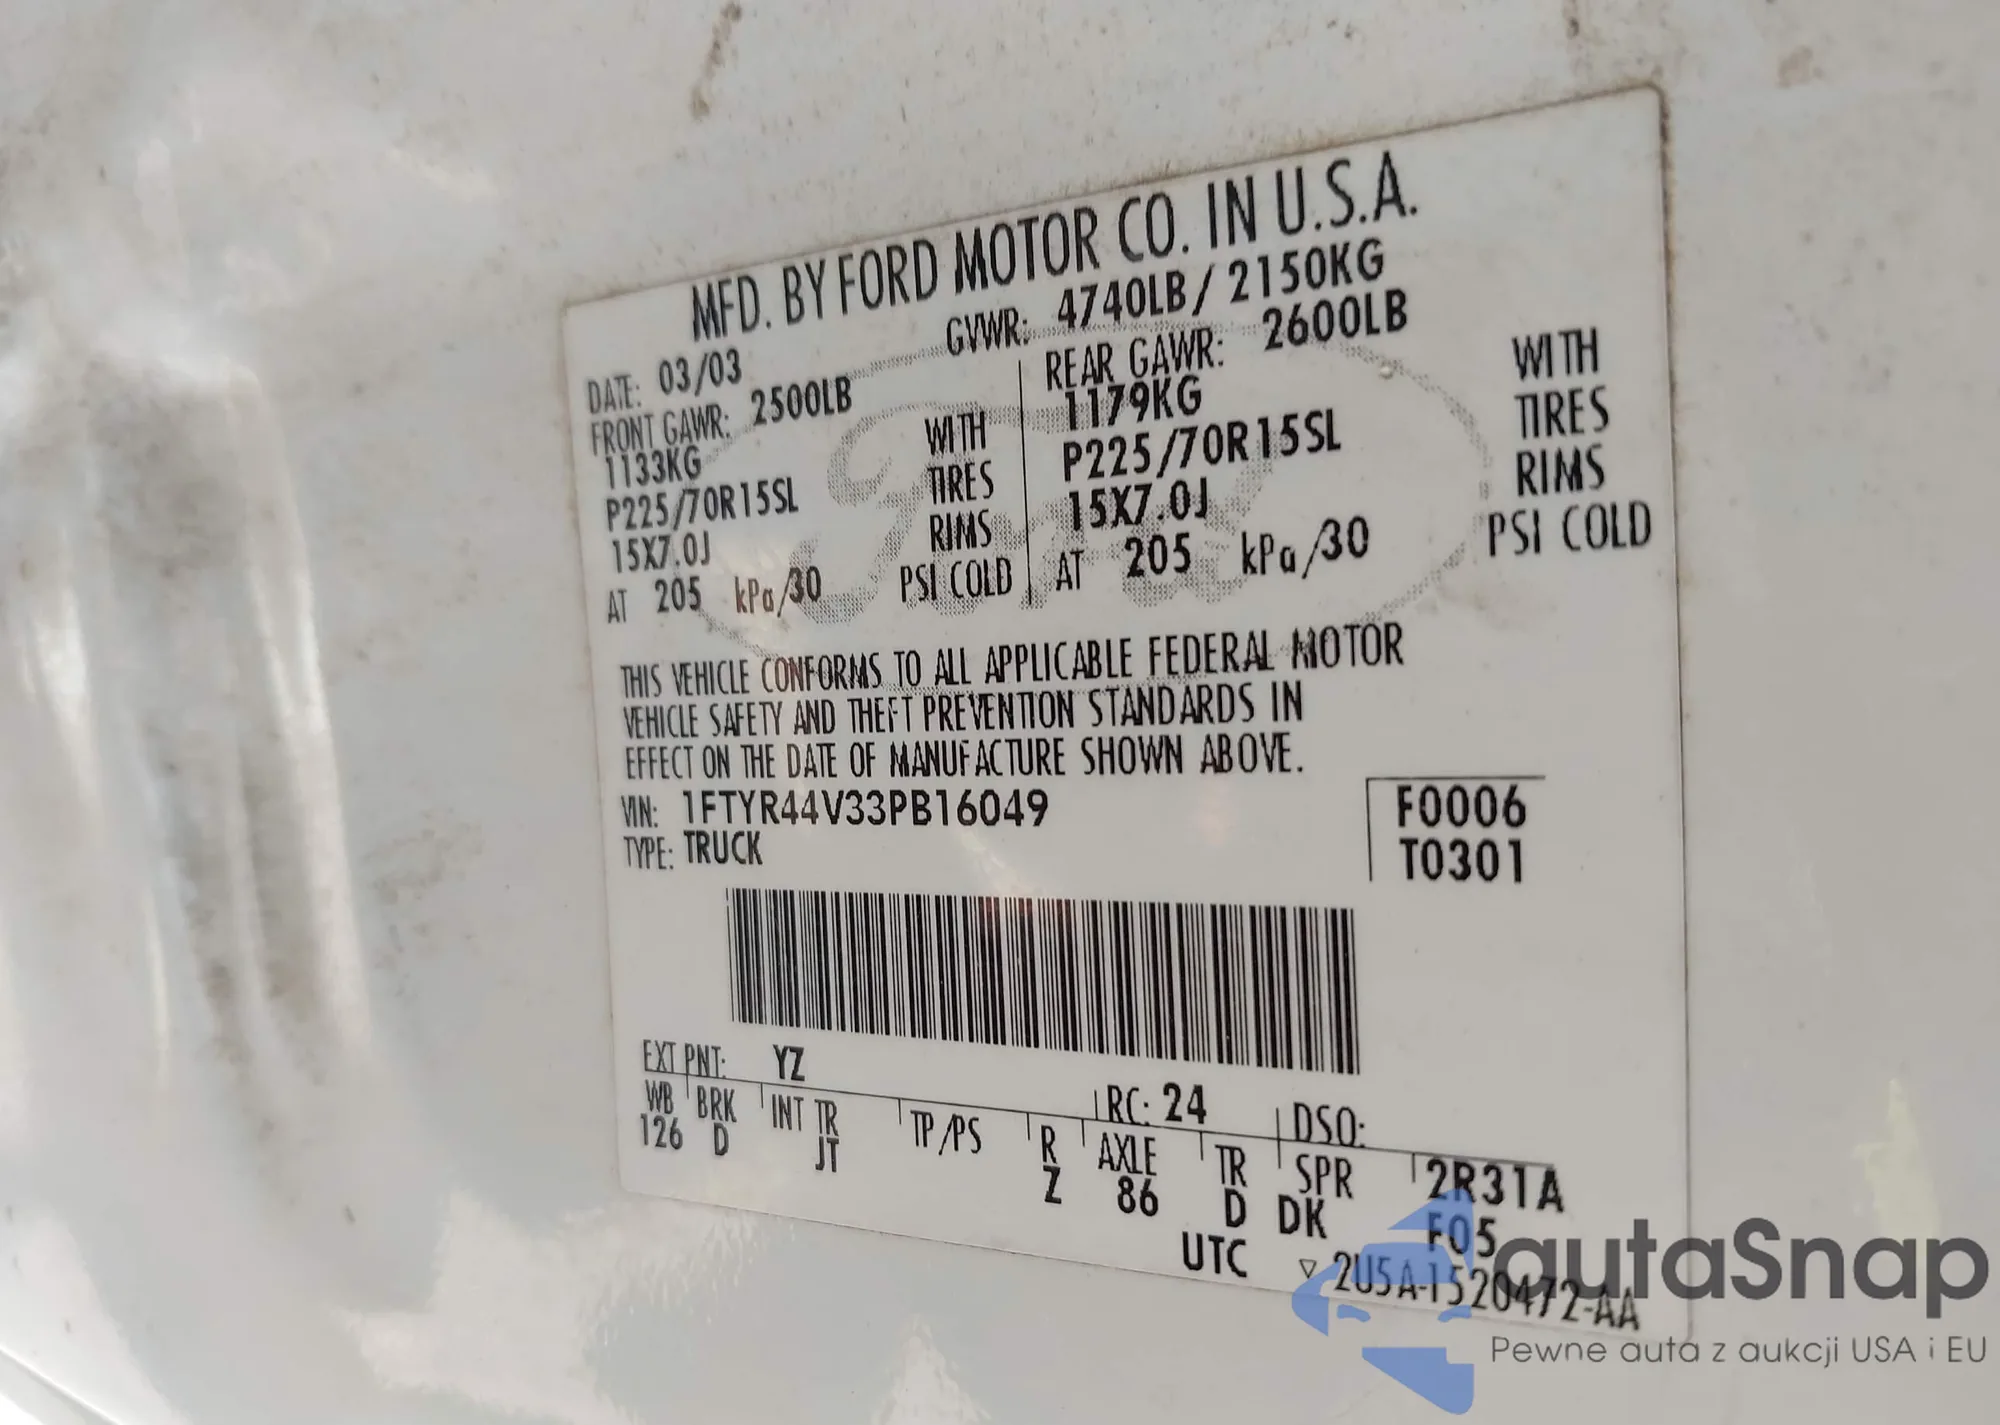 MFD. BY FORD MOTOR CO. IN U.S.A.
DATE: 03/03 GVWR: 4740LB / 2150KG
FRONT GAWR: 2500LB REAR GAWR: 2600LB
1133KG WITH 1179KG WITH
P225/70R15SL TIRES P225/70R15SL TIRES
15X7.0J RIMS 15X7.0J RIMS
AT 205 kPa/30 PSI COLD AT 205 kPa/30 PSI COLD
THIS VEHICLE CONFORMS TO ALL APPLICABLE FEDERAL MOTOR
VEHICLE SAFETY AND THEFT PREVENTION STANDARDS IN
EFFECT ON THE DATE OF MANUFACTURE SHOWN ABOVE.
VIN: 1FTYR44V33PB16049 F0006
TYPE: TRUCK T0301
EXT PNT: YZ RC: 24 DSO:
WB BRK INT TR TP/PS R AXLE TR SPR 2R31A
126 D JT Z 86 D DK F05
UTC ▽ 2U5A-1520472-AA
Ford
autaSnap
Pewne auta z aukcji USA i EU